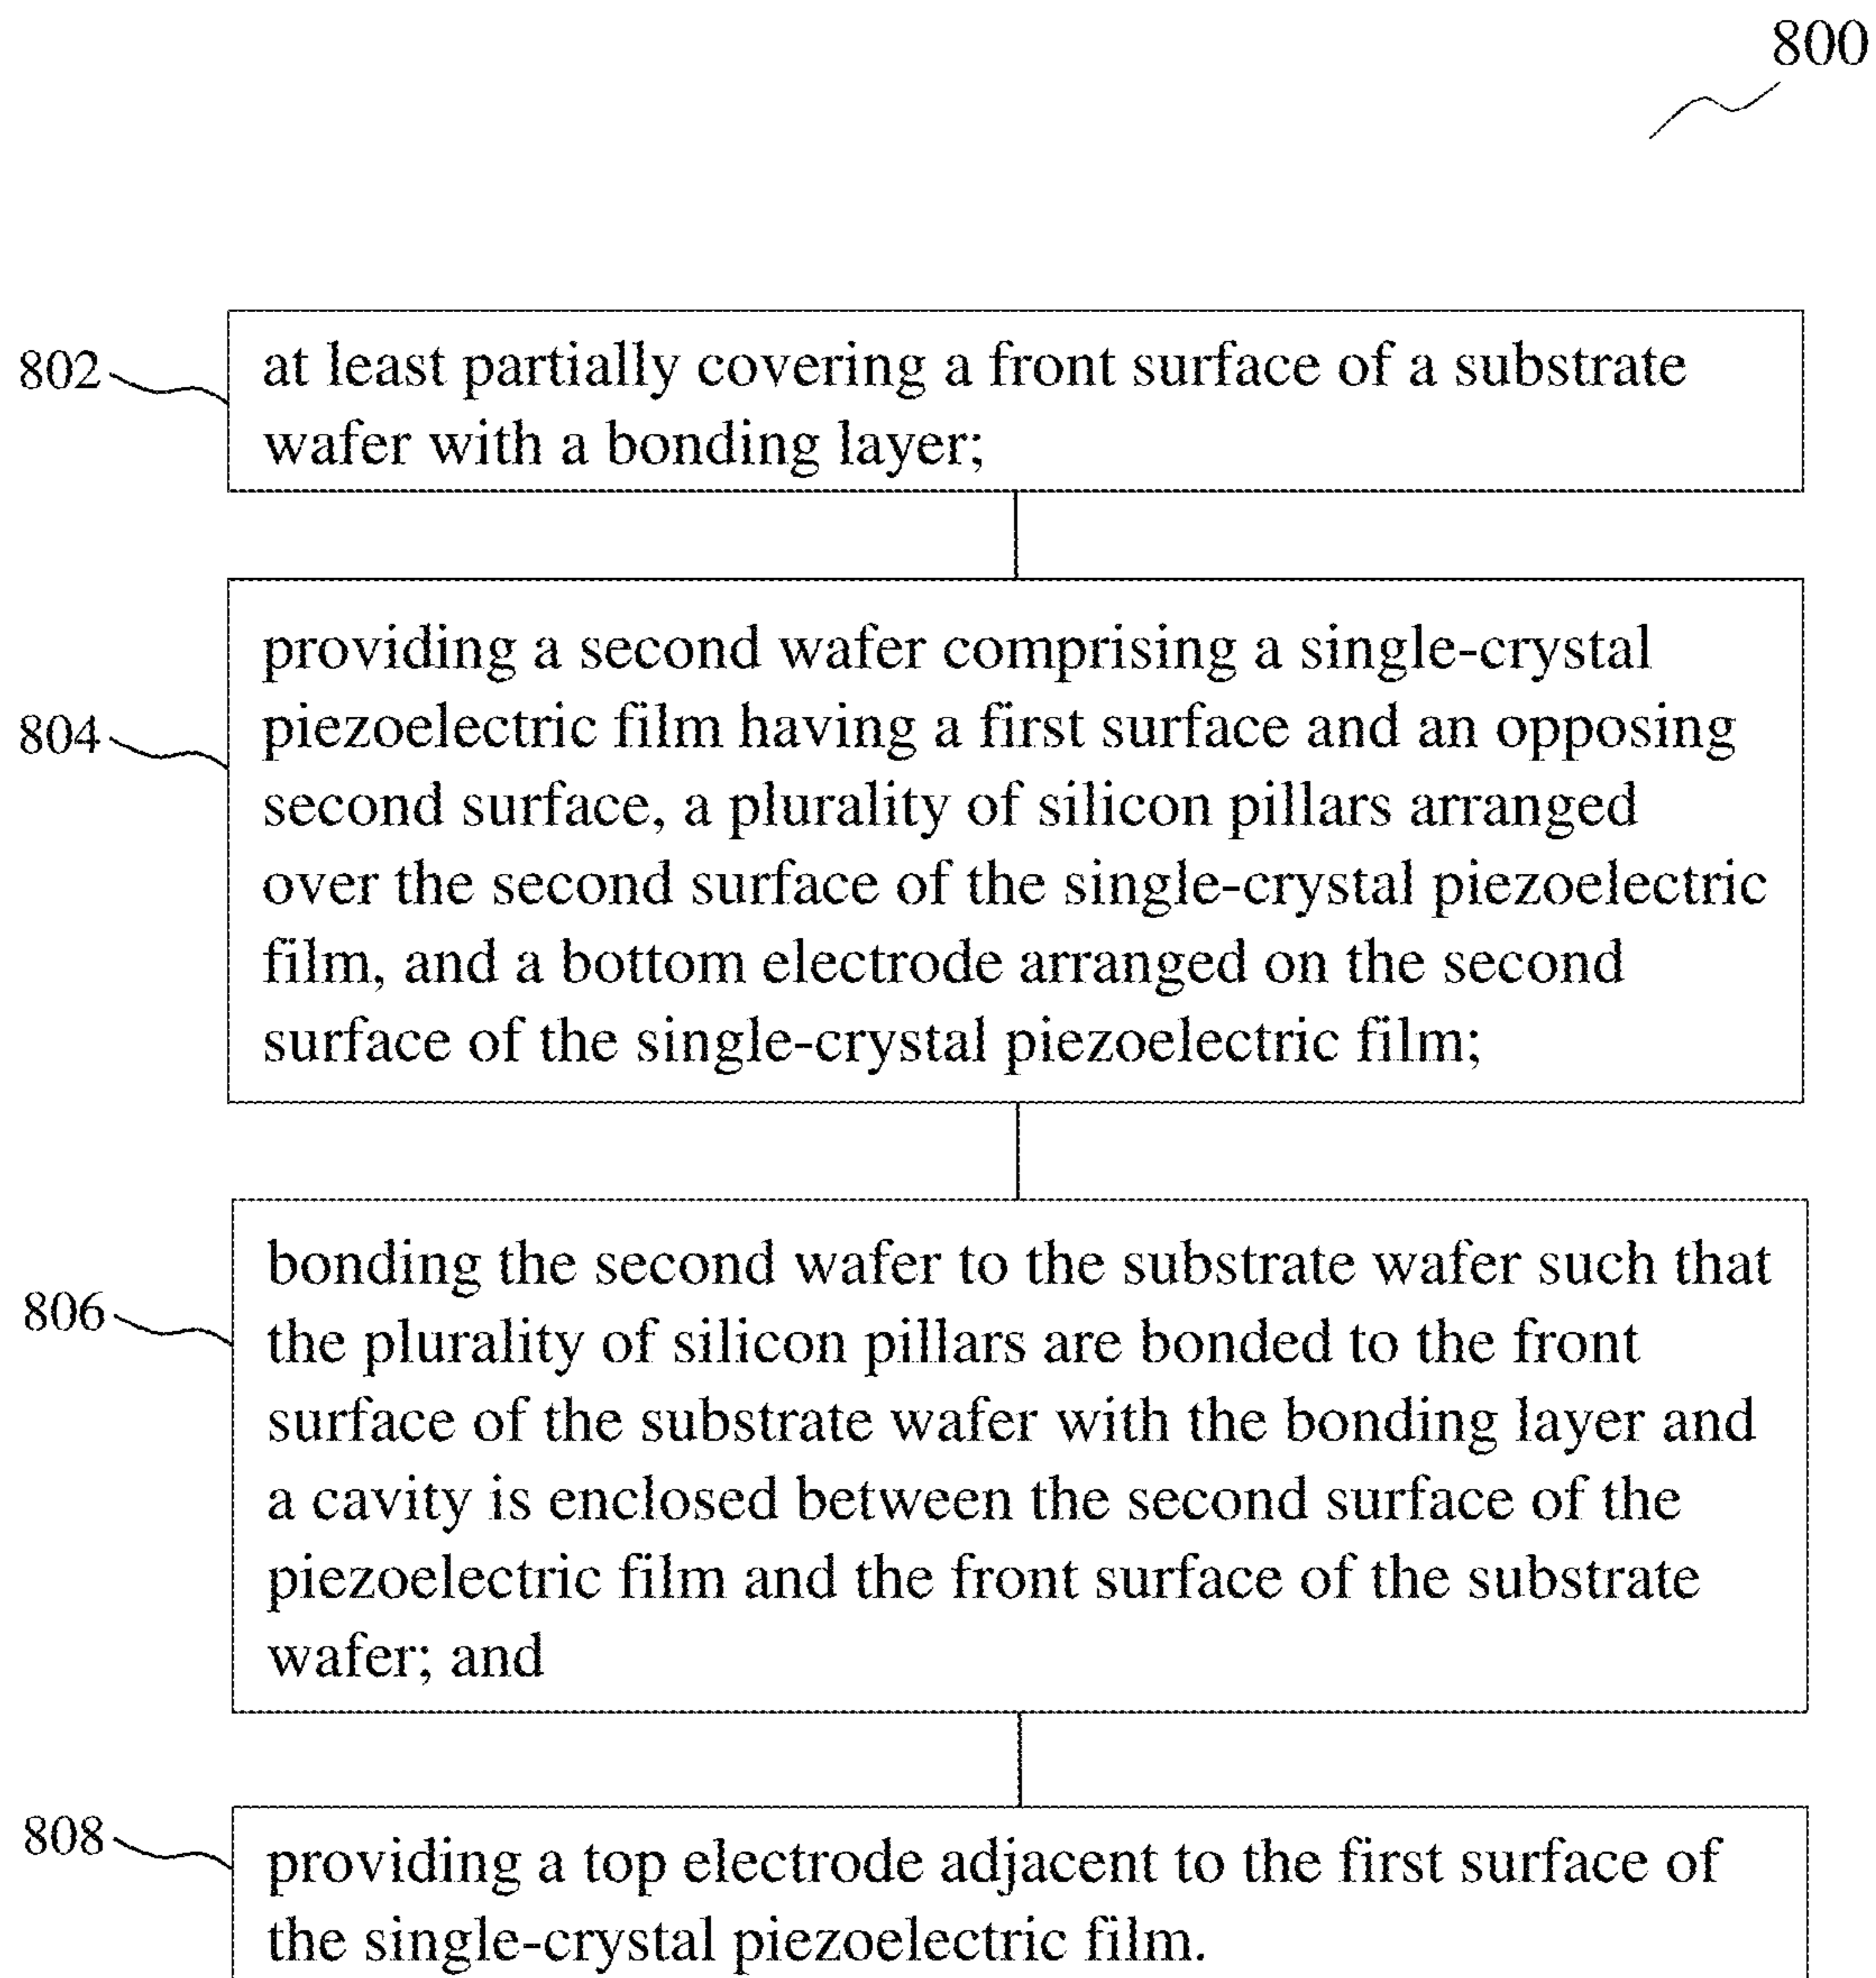 800
802
at least partially covering a front surface of a substrate
wafer with a bonding layer;
804
providing a second wafer comprising a single-crystal
piezoelectric film having a first surface and an opposing
second surface, a plurality of silicon pillars arranged
over the second surface of the single-crystal piezoelectric
film, and a bottom electrode arranged on the second
surface of the single-crystal piezoelectric film;
806
bonding the second wafer to the substrate wafer such that
the plurality of silicon pillars are bonded to the front
surface of the substrate wafer with the bonding layer and
a cavity is enclosed between the second surface of the
piezoelectric film and the front surface of the substrate
wafer; and
808
providing a top electrode adjacent to the first surface of
the single-crystal piezoelectric film.